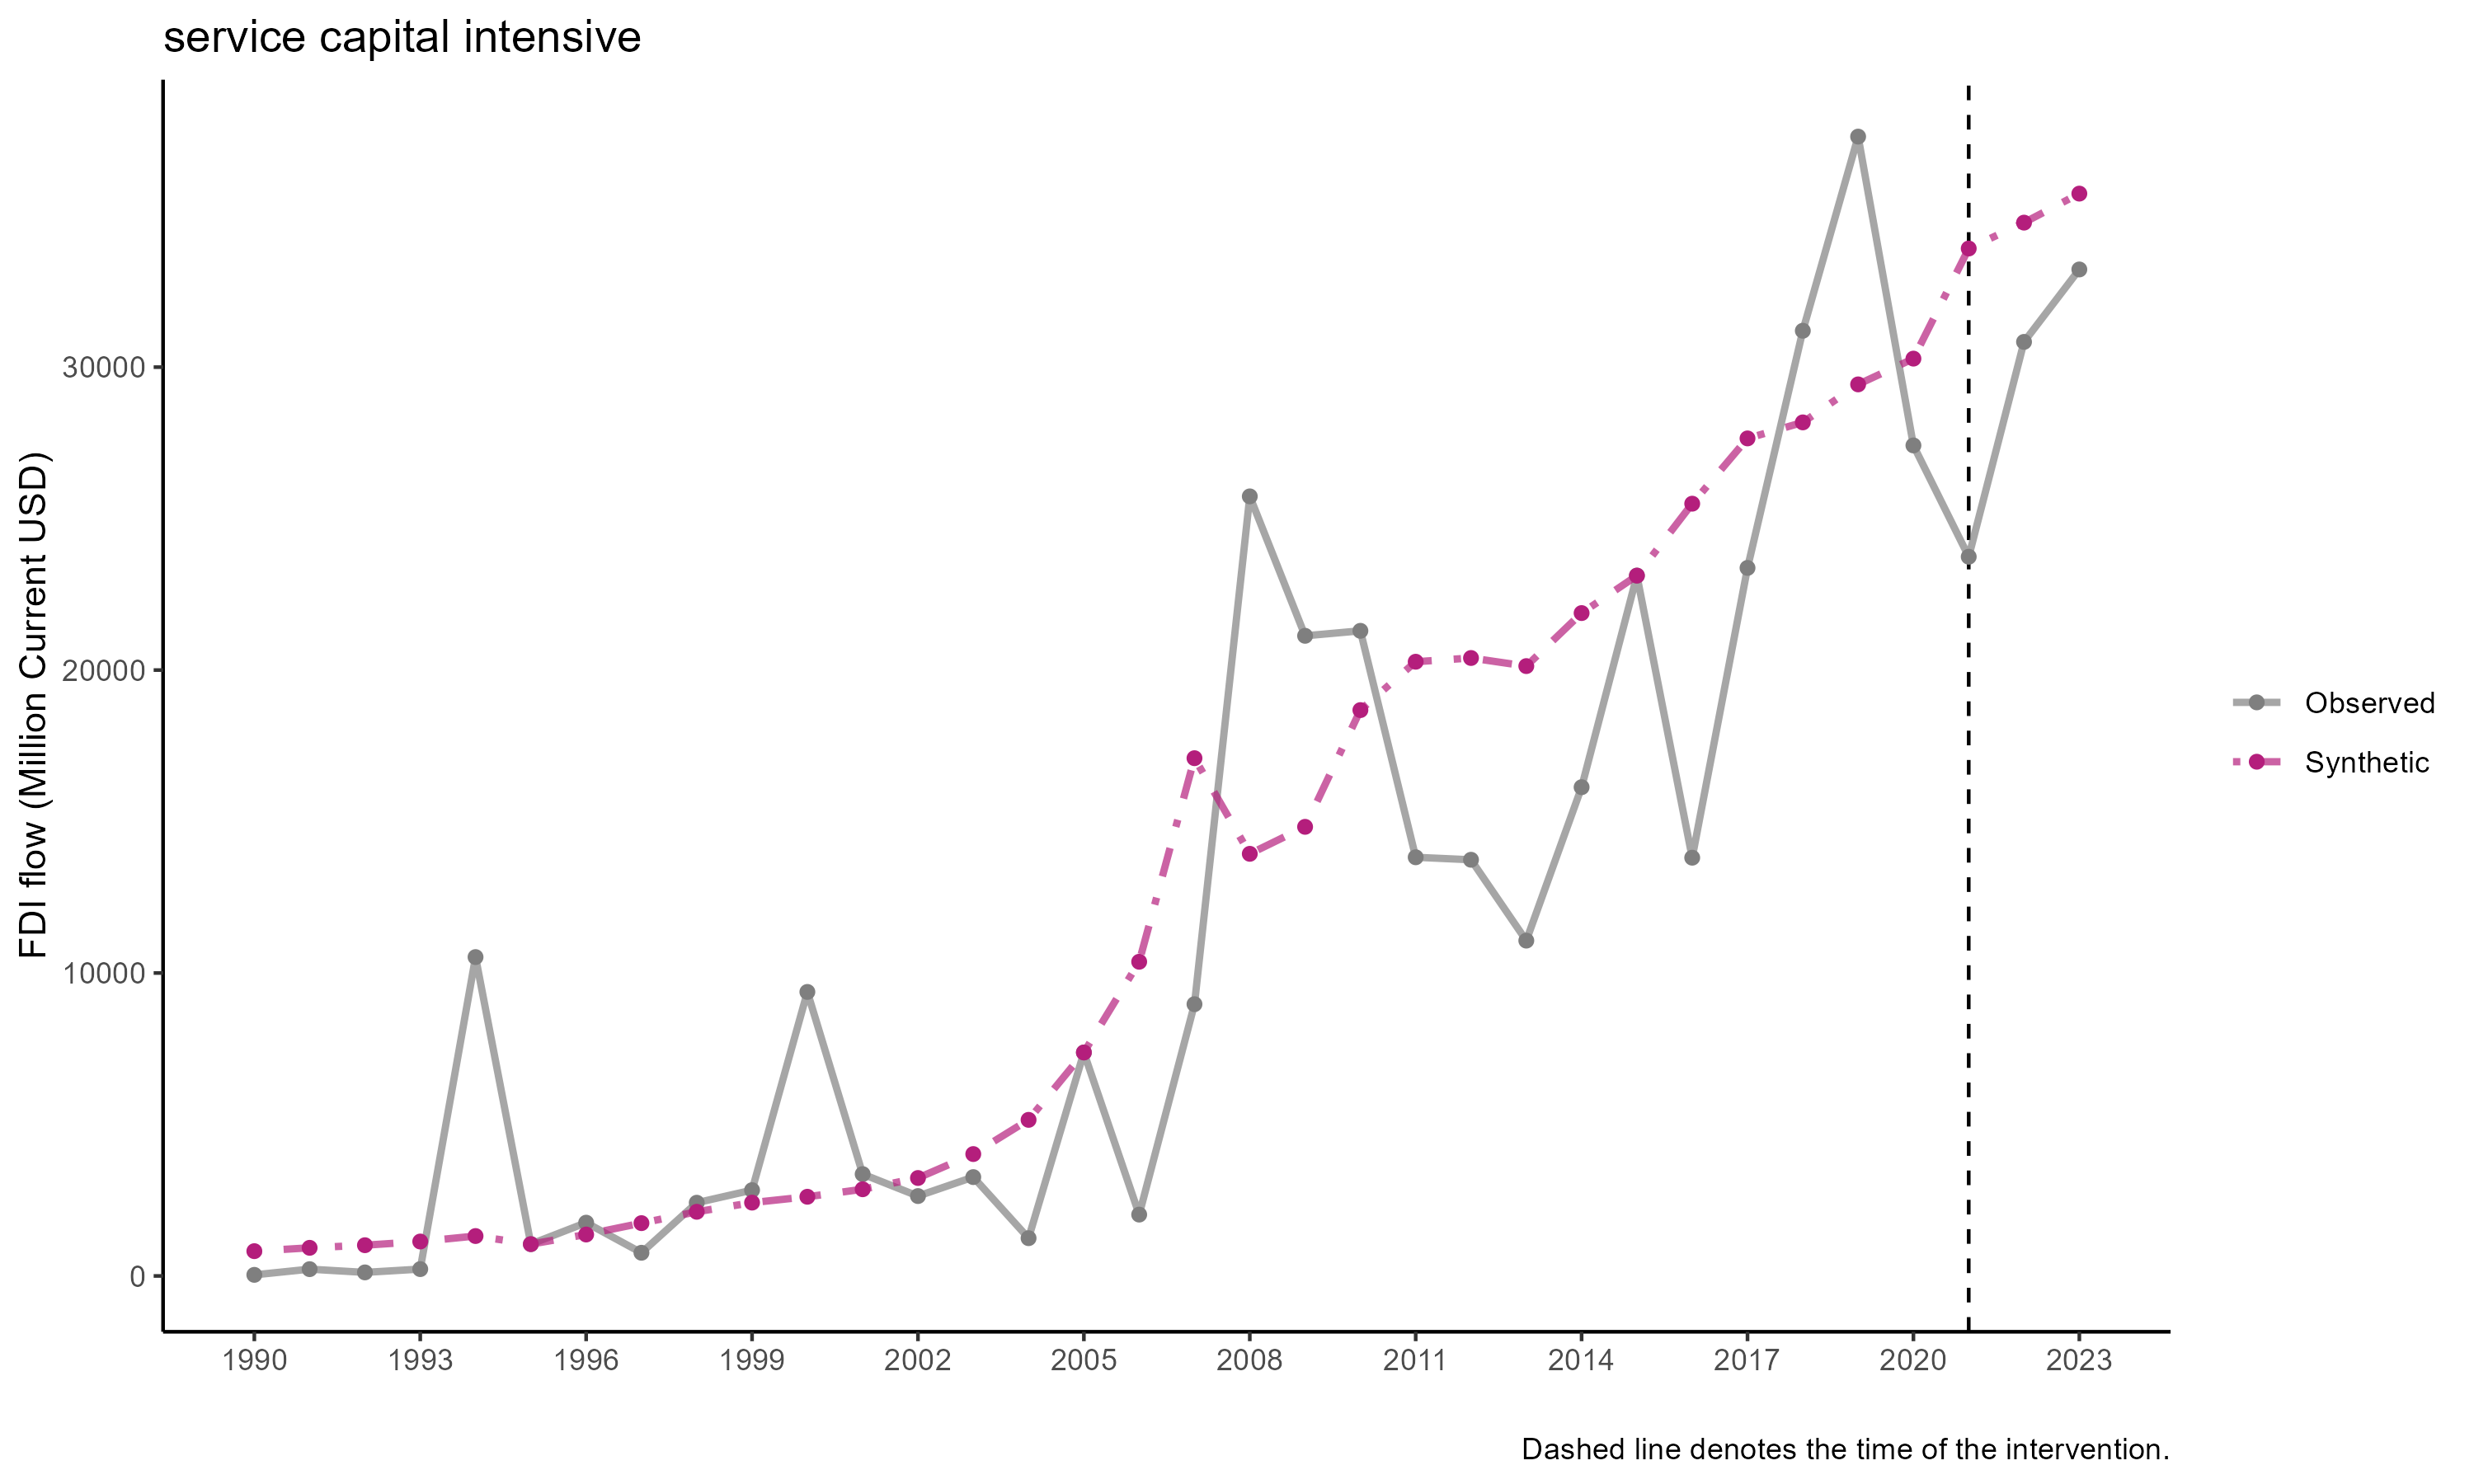 service capital intensive
FDI flow (Million Current USD)
30000
20000
10000
0
1990 1993 1996 1999 2002 2005 2008 2011 2014 2017 2020 2023
Observed
Synthetic
Dashed line denotes the time of the intervention.